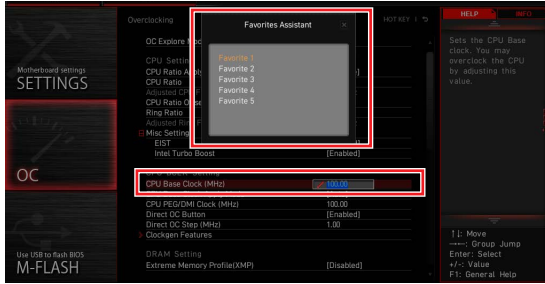 Overclocking
HOT KEY
HELP
INFO
Favorites Assistant
Favorite 1
Favorite 2
Favorite 3
Favorite 4
Favorite 5
OC Explore
CPU Setting
CPU Ratio
CPU Ratio
Adjusted
CPU Ratio
Ring Ratio
Adjusted Ring
Misc Setting
EIST
Intel Turbo Boost [Enabled]
CPU Base Clock (MHz) 100.00
CPU PEG/DMI Clock (MHz) 100.00
Direct OC Button [Enabled]
Direct OC Step (MHz) 1.00
Clockgen Features
DRAM Setting
Extreme Memory Profile(XMP) [Disabled]
Motherboard settings
SETTINGS
OC
Use USB to flash BIOS
M-FLASH
Sets the CPU Base
clock. You may
overclock the CPU
by adjusting this
value.
↑↓: Move
→←: Group Jump
Enter: Select
+/-: Value
F1: General Help